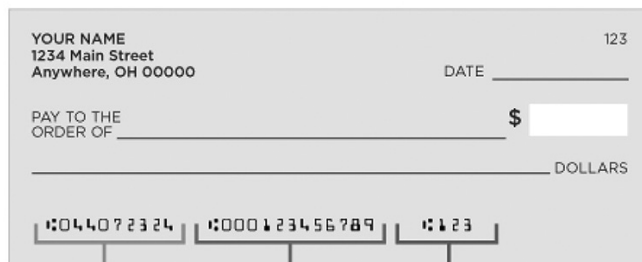 YOUR NAME
123
1234 Main Street
Anywhere, OH 00000
DATE
PAY TO THE
ORDER OF
$
DOLLARS
⑆044072324 ⑆000123456789 ⑆123